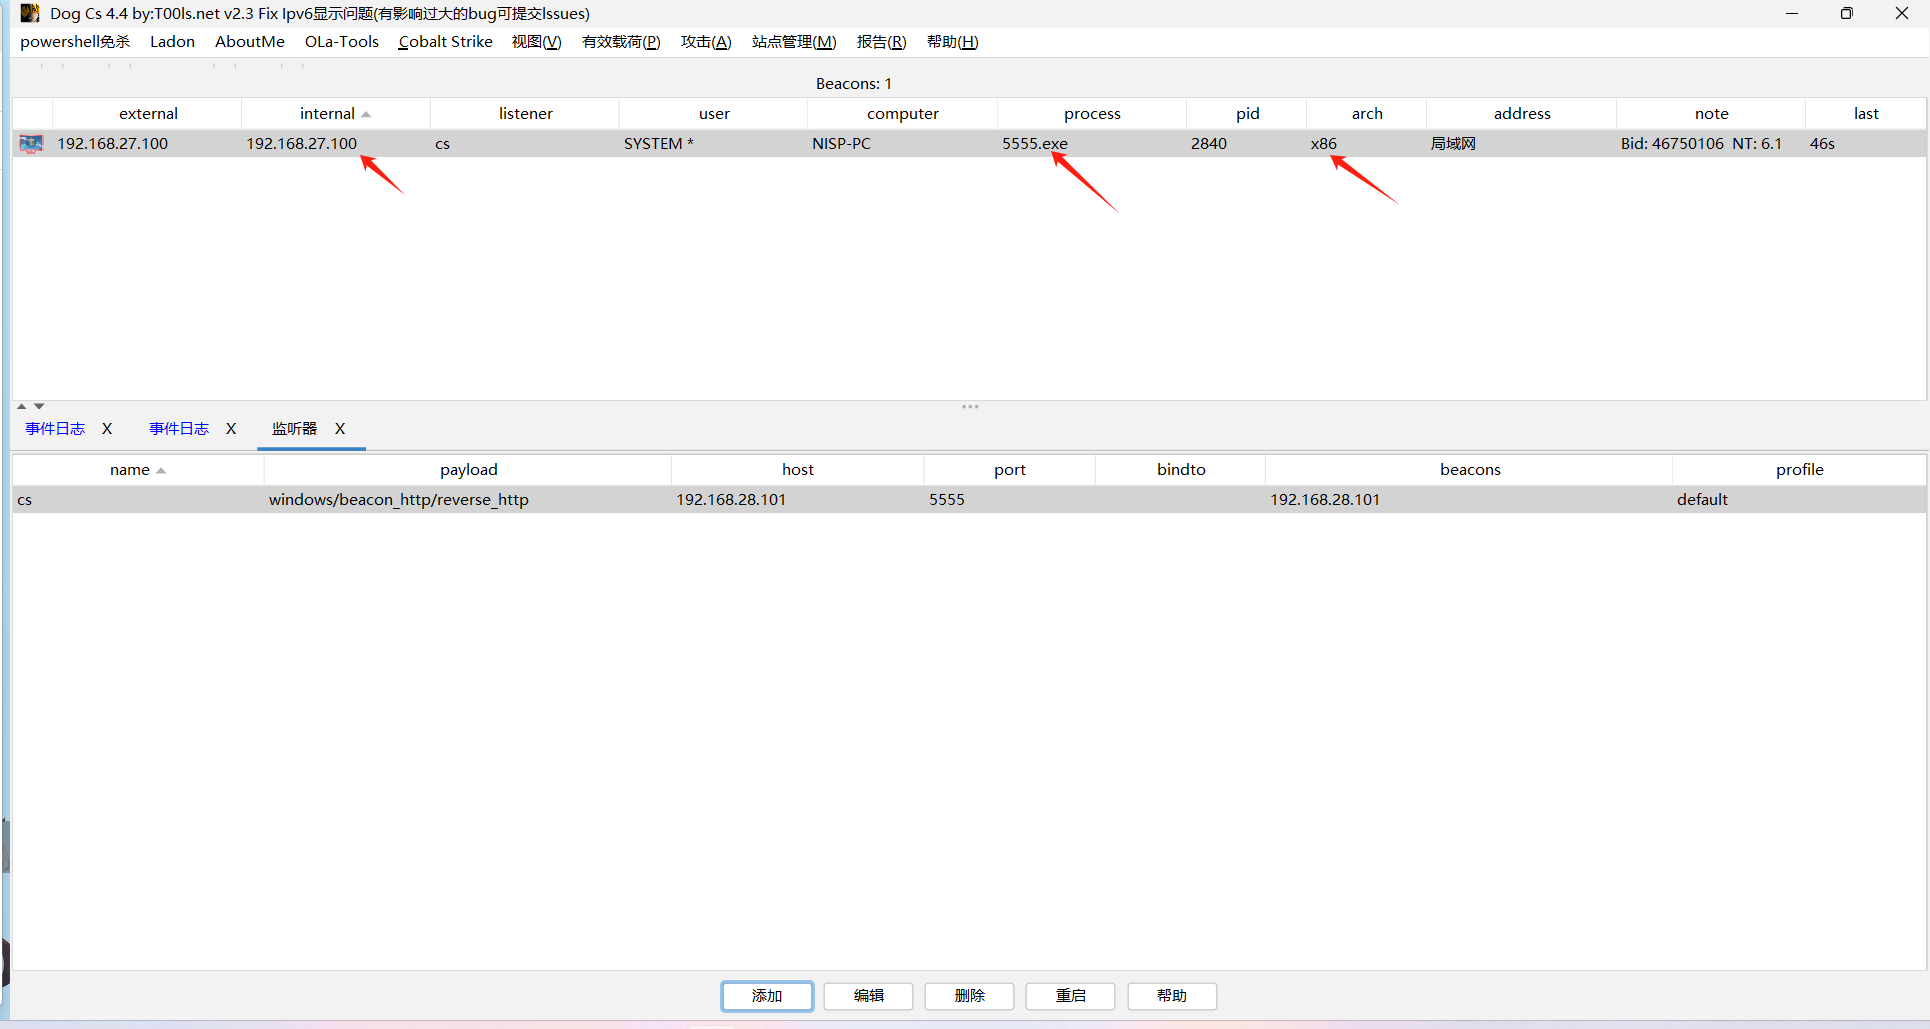 Dog Cs 4.4 by:T00ls.net v2.3 Fix Ipv6显示问题(有影响过大的bug可提交Issues)
powershell免杀 Ladon AboutMe OLa-Tools Cobalt Strike 视图(V) 有效载荷(P) 攻击(A) 站点管理(M) 报告(R) 帮助(H)
Beacons: 1
external internal listener user computer process pid arch address note last
192.168.27.100 192.168.27.100 cs SYSTEM * NISP-PC 5555.exe 2840 x86 局域网 Bid: 46750106 NT: 6.1 46s
事件日志 X 事件日志 X 监听器 X
name payload host port bindto beacons profile
cs windows/beacon_http/reverse_http 192.168.28.101 5555 192.168.28.101 default
添加 编辑 删除 重启 帮助